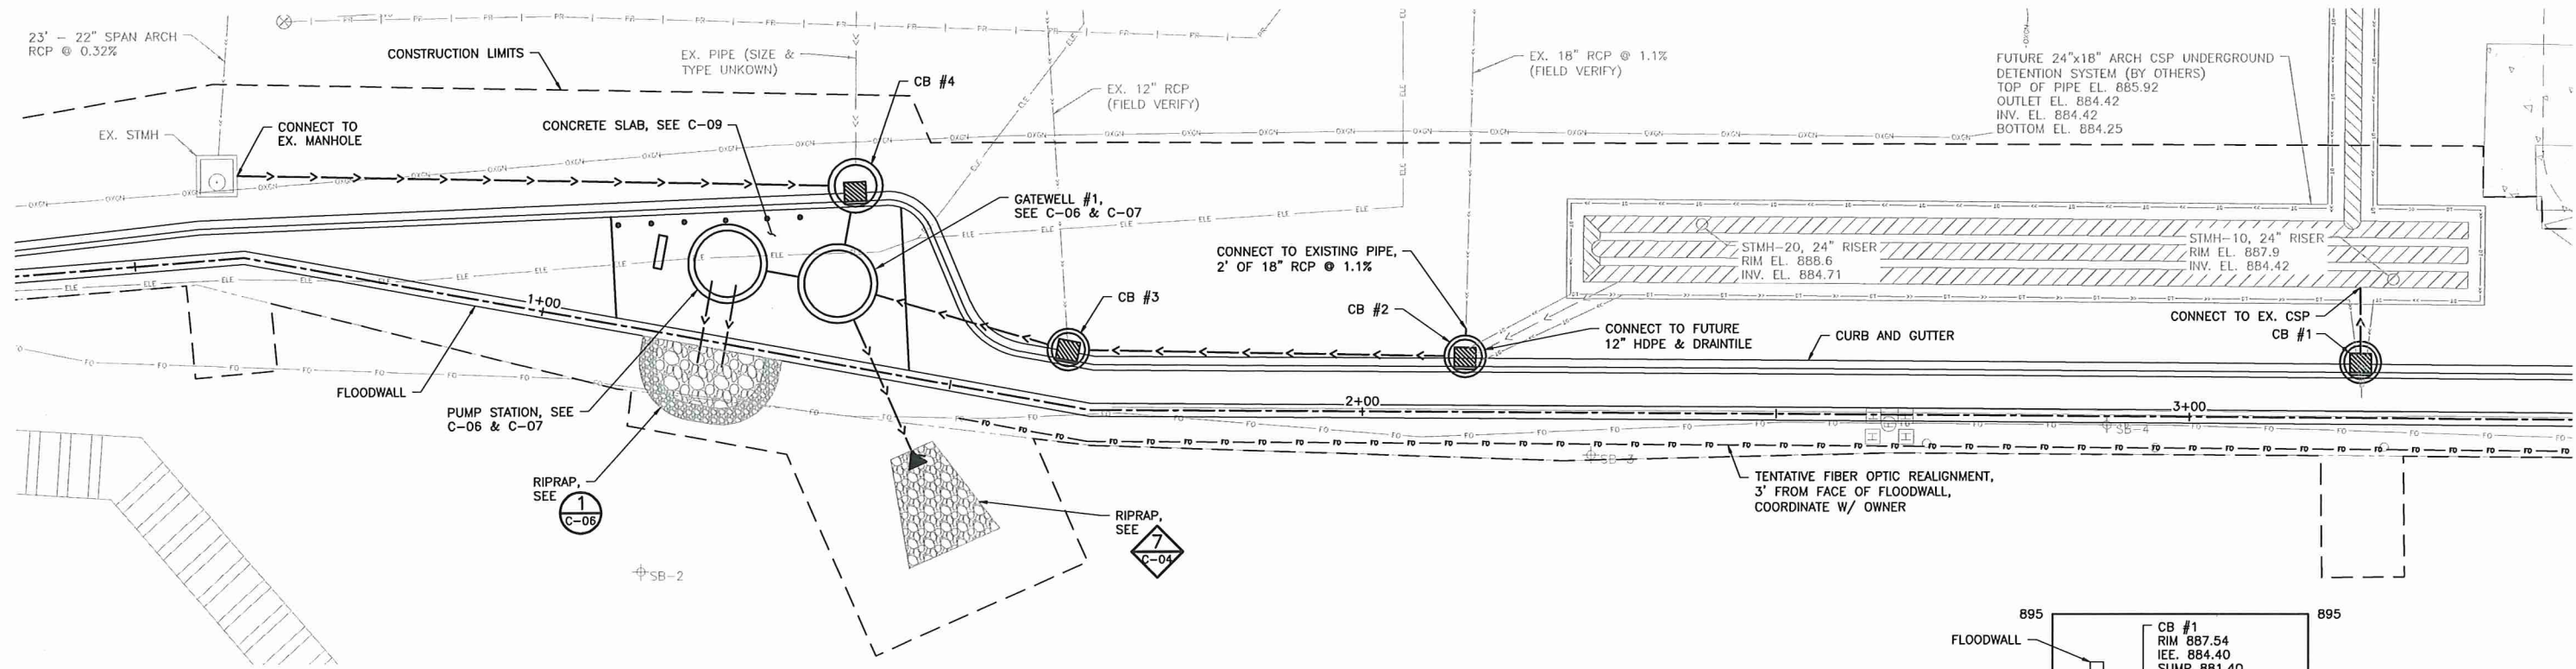 23' - 22" SPAN ARCH
RCP @ 0.32%
CONSTRUCTION LIMITS
EX. PIPE (SIZE &
TYPE UNKOWN)
CB #4
EX. 12" RCP
(FIELD VERIFY)
EX. 18" RCP @ 1.1%
(FIELD VERIFY)
FUTURE 24"x18" ARCH CSP UNDERGROUND
DETENTION SYSTEM (BY OTHERS)
TOP OF PIPE EL. 885.92
OUTLET EL. 884.42
INV. EL. 884.42
BOTTOM EL. 884.25
EX. STMH
CONNECT TO
EX. MANHOLE
CONCRETE SLAB, SEE C-09
GATEWELL #1,
SEE C-06 & C-07
CONNECT TO EXISTING PIPE,
2' OF 18" RCP @ 1.1%
STMH-20, 24" RISER
RIM EL. 888.6
INV. EL. 884.71
STMH-10, 24" RISER
RIM EL. 887.9
INV. EL. 884.42
1+00
CB #3
CB #2
CONNECT TO FUTURE
12" HDPE & DRAINTILE
CURB AND GUTTER
CONNECT TO EX. CSP
CB #1
FLOODWALL
PUMP STATION, SEE
C-06 & C-07
2+00
3+00
SB-4
SB-3
TENTATIVE FIBER OPTIC REALIGNMENT,
3' FROM FACE OF FLOODWALL,
COORDINATE W/ OWNER
RIPRAP,
SEE
1
C-06
RIPRAP,
SEE
7
C-04
SB-2
895
895
FLOODWALL
CB #1
RIM 887.54
IEE. 884.40
SUMP 881.40